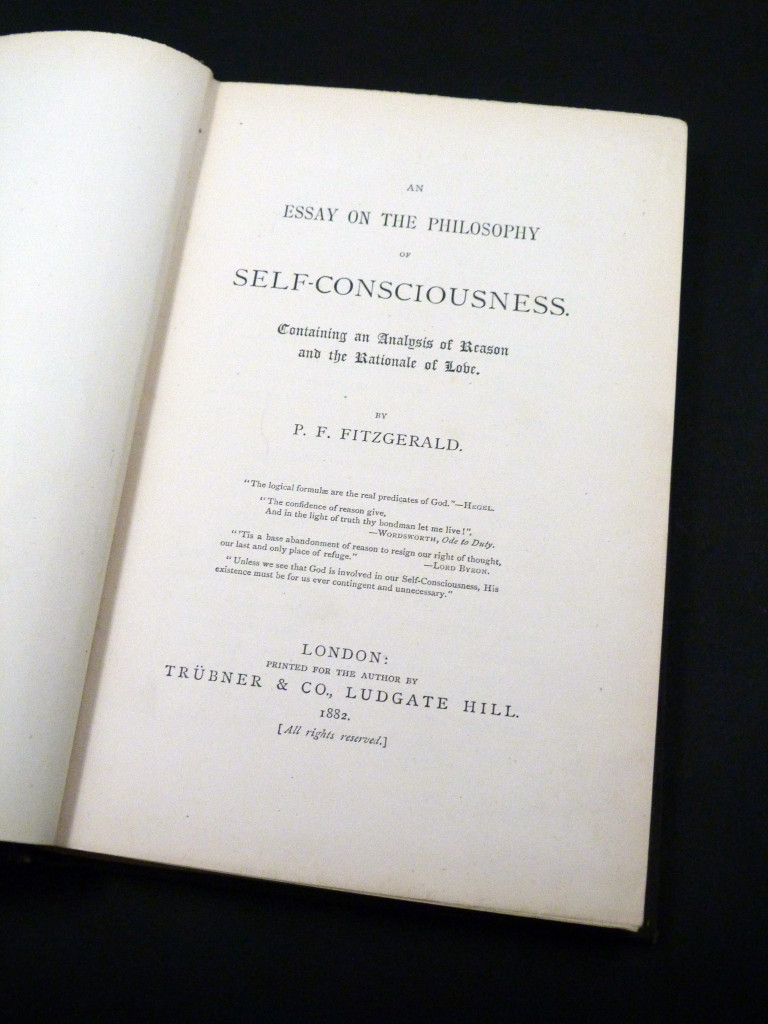 AN
ESSAY ON THE PHILOSOPHY
OF
SELF-CONSCIOUSNESS.
Containing an Analysis of Reason
and the Rationale of Love.
BY
P. F. FITZGERALD.
"The logical formulæ are the real predicates of God."—HEGEL.
"The confidence of reason give,
And in the light of truth thy bondman let me live!",
—WORDSWORTH, Ode to Duty.
"'Tis a base abandonment of reason to resign our right of thought,
our last and only place of refuge." —LORD BYRON.
"Unless we see that God is involved in our Self-Consciousness, His
existence must be for us ever contingent and unnecessary."
LONDON:
PRINTED FOR THE AUTHOR BY
TRÜBNER & CO., LUDGATE HILL.
1882.
[All rights reserved.]